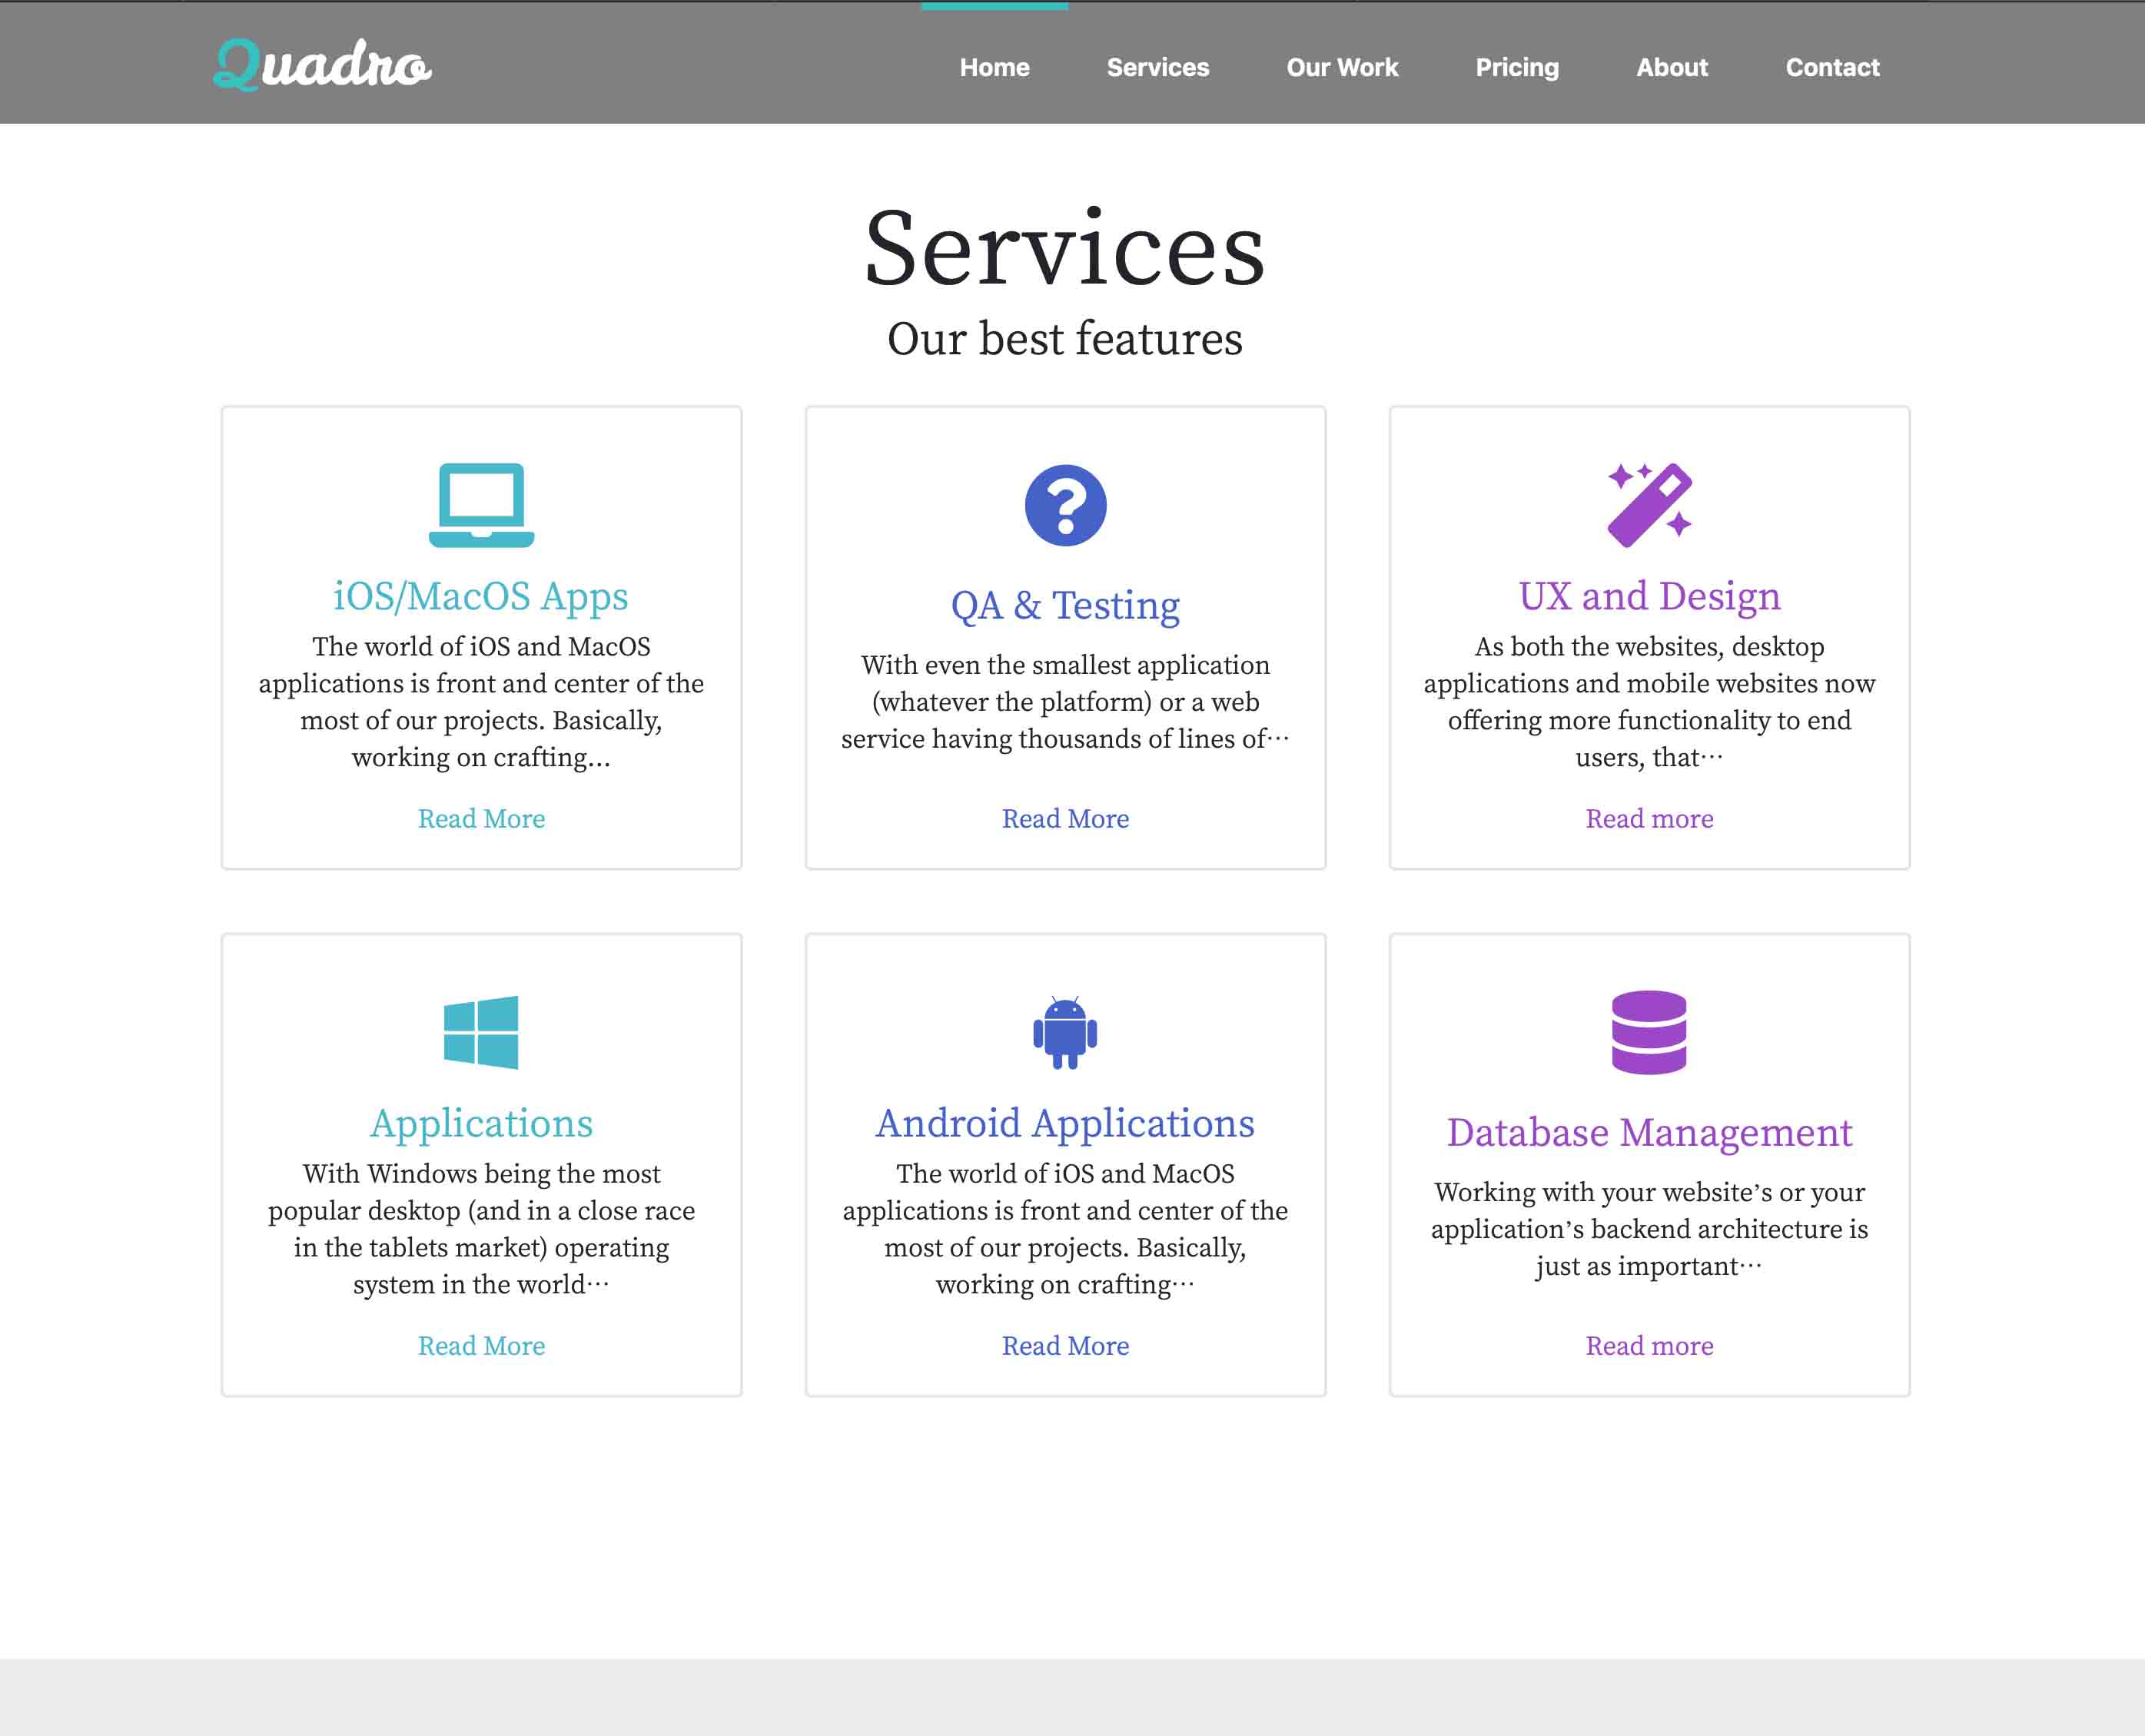 Quadro
Home Services Our Work Pricing About Contact
Services
Our best features
iOS/MacOS Apps
The world of iOS and MacOS
applications is front and center of the
most of our projects. Basically,
working on crafting...
Read More
QA & Testing
With even the smallest application
(whatever the platform) or a web
service having thousands of lines of⋯
Read More
UX and Design
As both the websites, desktop
applications and mobile websites now
offering more functionality to end
users, that⋯
Read more
Applications
With Windows being the most
popular desktop (and in a close race
in the tablets market) operating
system in the world⋯
Read More
Android Applications
The world of iOS and MacOS
applications is front and center of the
most of our projects. Basically,
working on crafting⋯
Read More
Database Management
Working with your website’s or your
application’s backend architecture is
just as important⋯
Read more